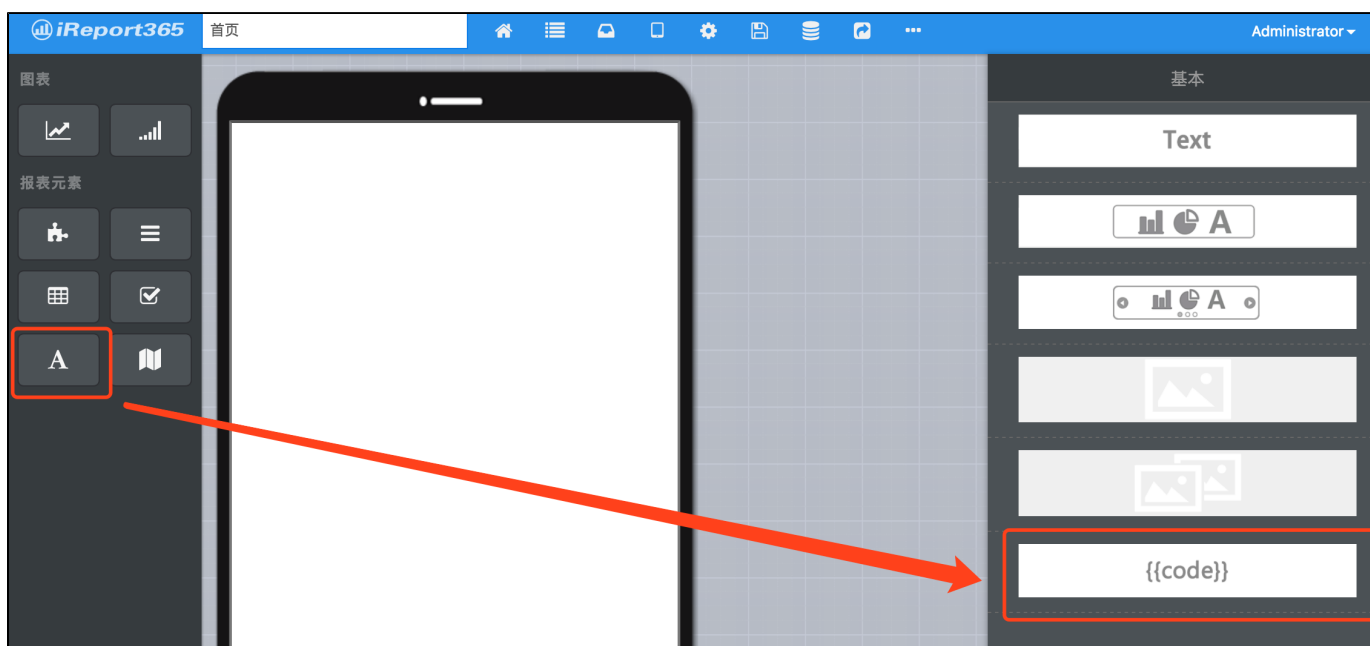 iReport365 首页 Administrator
图表
报表元素
A
基本
Text
A
A
{{code}}